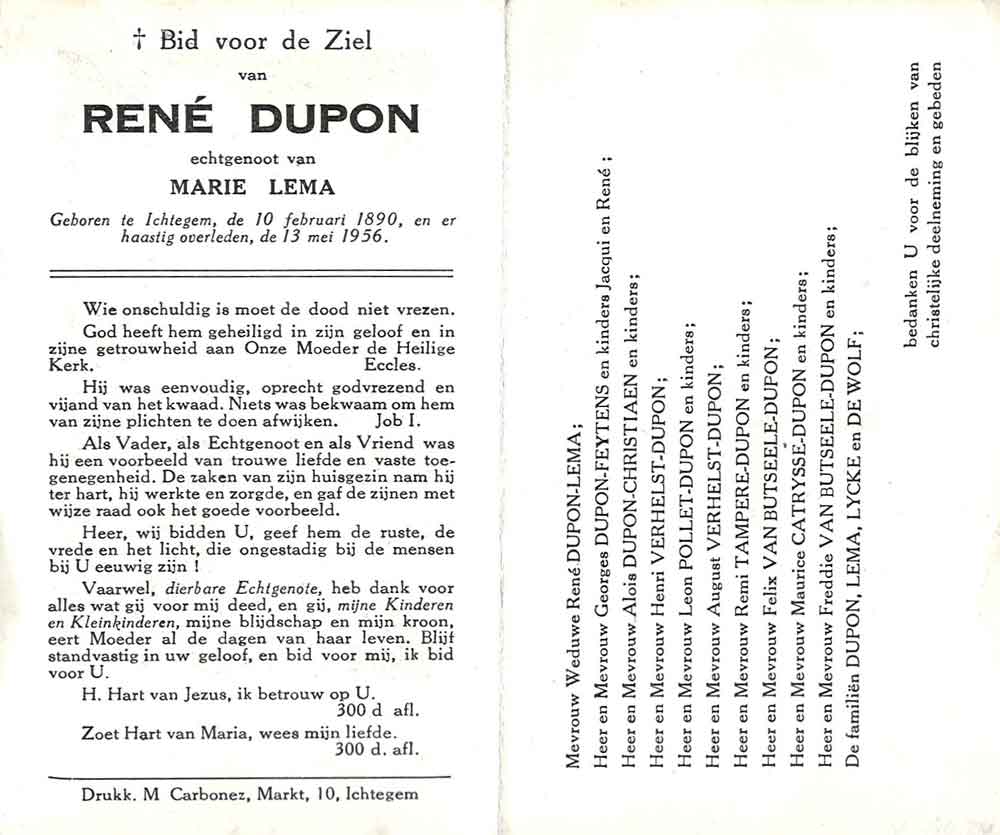 † Bid voor de Ziel
van
RENÉ DUPON
echtgenoot van
MARIE LEMA
Geboren te Ichtegem, de 10 februari 1890, en er
haastig overleden, de 13 mei 1956.
Wie onschuldig is moet de dood niet vrezen.
God heeft hem geheiligd in zijn geloof en in
zijne getrouwheid aan Onze Moeder de Heilige
Kerk. Eccles.
Hij was eenvoudig, oprecht godvrezend en
vijand van het kwaad. Niets was bekwaam om hem
van zijne plichten te doen afwijken. Job I.
Als Vader, als Echtgenoot en als Vriend was
hij een voorbeeld van trouwe liefde en vaste toe-
genegenheid. De zaken van zijn huisgezin nam hij
ter hart, hij werkte en zorgde, en gaf de zijnen met
wijze raad ook het goede voorbeeld.
Heer, wij bidden U, geef hem de ruste, de
vrede en het licht, die ongestadig bij de mensen
bij U eeuwig zijn !
Vaarwel, dierbare Echtgenote, heb dank voor
alles wat gij voor mij deed, en gij, mijne Kinderen
en Kleinkinderen, mijne blijdschap en mijn kroon,
eert Moeder al de dagen van haar leven. Blijf
standvastig in uw geloof, en bid voor mij, ik bid
voor U.
H. Hart van Jezus, ik betrouw op U.
300 d afl.
Zoet Hart van Maria, wees mijn liefde.
300 d. afl.
Drukk. M Carbonez, Markt, 10, Ichtegem
Mevrouw Weduwe René DUPON-LEMA;
Heer en Mevrouw Georges DUPON-FEYTENS en kinders Jacqui en René;
Heer en Mevrouw Alois DUPON-CHRISTIAEN en kinders;
Heer en Mevrouw Henri VERHELST-DUPON;
Heer en Mevrouw Leon POLLET-DUPON en kinders;
Heer en Mevrouw August VERHELST-DUPON;
Heer en Mevrouw Remi TAMPERE-DUPON en kinders;
Heer en Mevrouw Felix VAN BUTSEELE-DUPON;
Heer en Mevrouw Maurice CATRYSSE-DUPON en kinders;
Heer en Mevrouw Freddie VAN BUTSEELE-DUPON en kinders;
De familiën DUPON, LEMA, LYCKE en DE WOLF;
bedanken U voor de blijken van
christelijke deelneming en gebeden